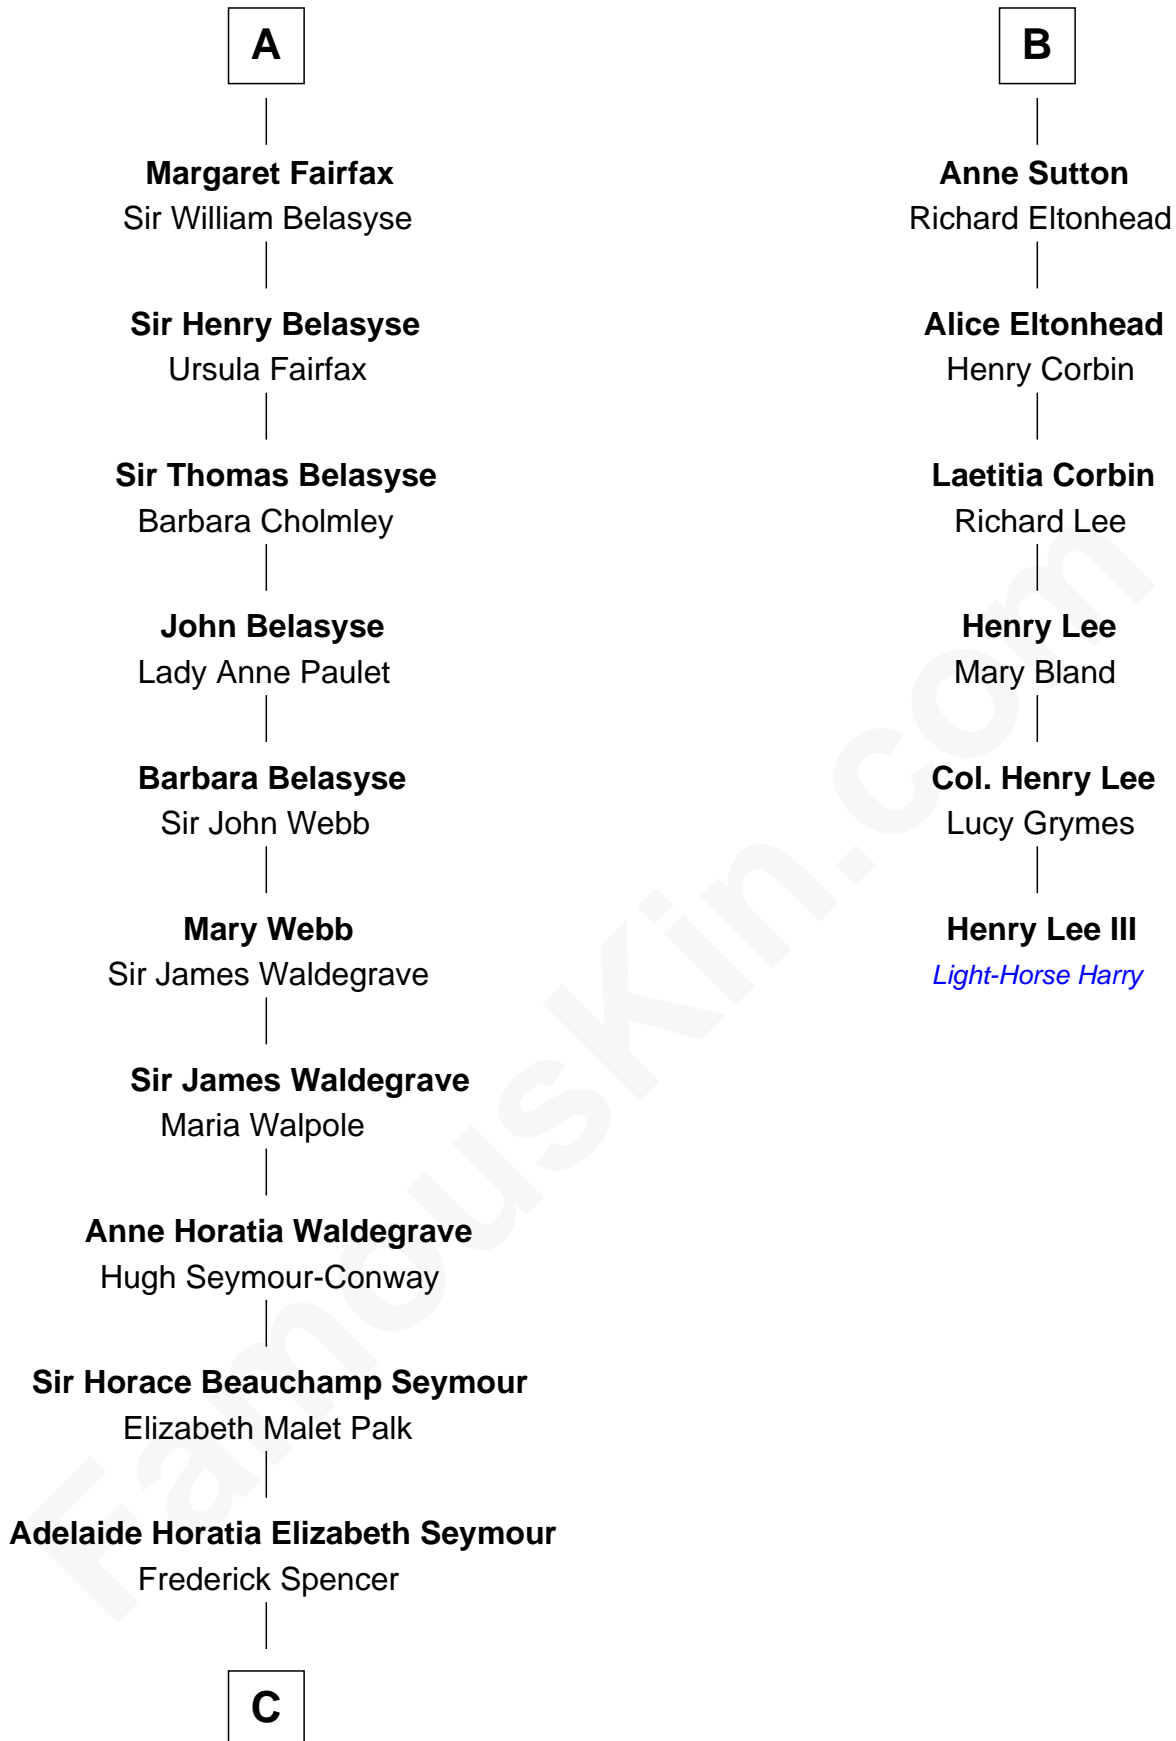 A
Margaret Fairfax
Sir William Belasyse
Sir Henry Belasyse
Ursula Fairfax
Sir Thomas Belasyse
Barbara Cholmley
John Belasyse
Lady Anne Paulet
Barbara Belasyse
Sir John Webb
Mary Webb
Sir James Waldegrave
Sir James Waldegrave
Maria Walpole
Anne Horatia Waldegrave
Hugh Seymour-Conway
Sir Horace Beauchamp Seymour
Elizabeth Malet Palk
Adelaide Horatia Elizabeth Seymour
Frederick Spencer
C
B
Anne Sutton
Richard Eltonhead
Alice Eltonhead
Henry Corbin
Laetitia Corbin
Richard Lee
Henry Lee
Mary Bland
Col. Henry Lee
Lucy Grymes
Henry Lee III
Light-Horse Harry
FamousKin.com